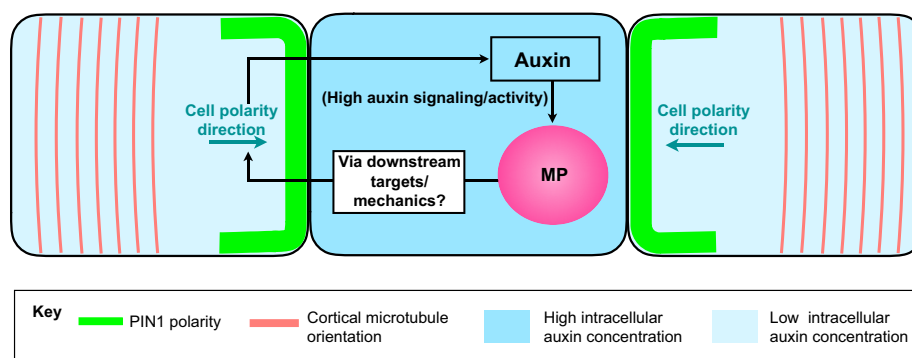 Auxin
(High auxin signaling/activity)
Cell polarity
direction
Cell polarity
direction
Via downstream
targets/
mechanics?
MP
Key
PIN1 polarity
Cortical microtubule
orientation
High intracellular
auxin concentration
Low intracellular
auxin concentration